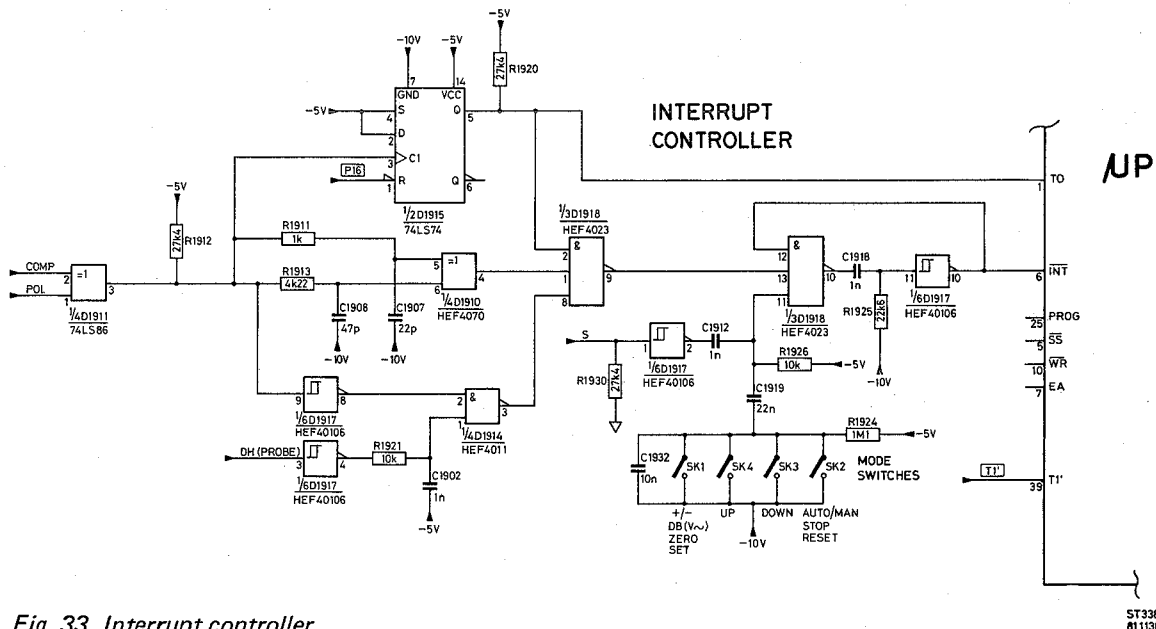 -10V
-5V
-5V
7
14
GND
VCC
27k4
R1920
-5V
S
4
D
2
Q
5
3
C1
P16
R
1
Q
6
1/2D1915
74LS74
INTERRUPT
CONTROLLER
µP
TO
1
-5V
27k4
R1912
R1911
1k
COMP
2
POL
1
=1
3
1/4D1911
74LS86
R1913
4k22
5
=1
6
4
1/4D1910
HEF4070
C1908
47p
-10V
C1907
22p
-10V
1/3D1918
HEF4023
&
2
1
8
9
&
12
13
11
10
1/3D1918
HEF4023
C1918
1n
R1925
22k6
-10V
11
10
1/6D1917
HEF40106
INT
6
PROG
25
SS
5
WR
10
EA
7
S
R1930
27k4
1
2
1/6D1917
HEF40106
C1912
1n
R1926
10k
-5V
C1919
22n
9
8
1/6D1917
HEF40106
2
&
1
3
1/4D1914
HEF4011
DH (PROBE)
3
4
1/6D1917
HEF40106
R1921
10k
C1902
1n
-5V
R1924
1M1
-5V
C1932
10n
SK1
SK4
SK3
SK2
MODE
SWITCHES
+/-
DB(V~)
ZERO
SET
UP
DOWN
AUTO/MAN
STOP
RESET
-10V
T1'
39
T1'
Fig. 33. Interrupt controller